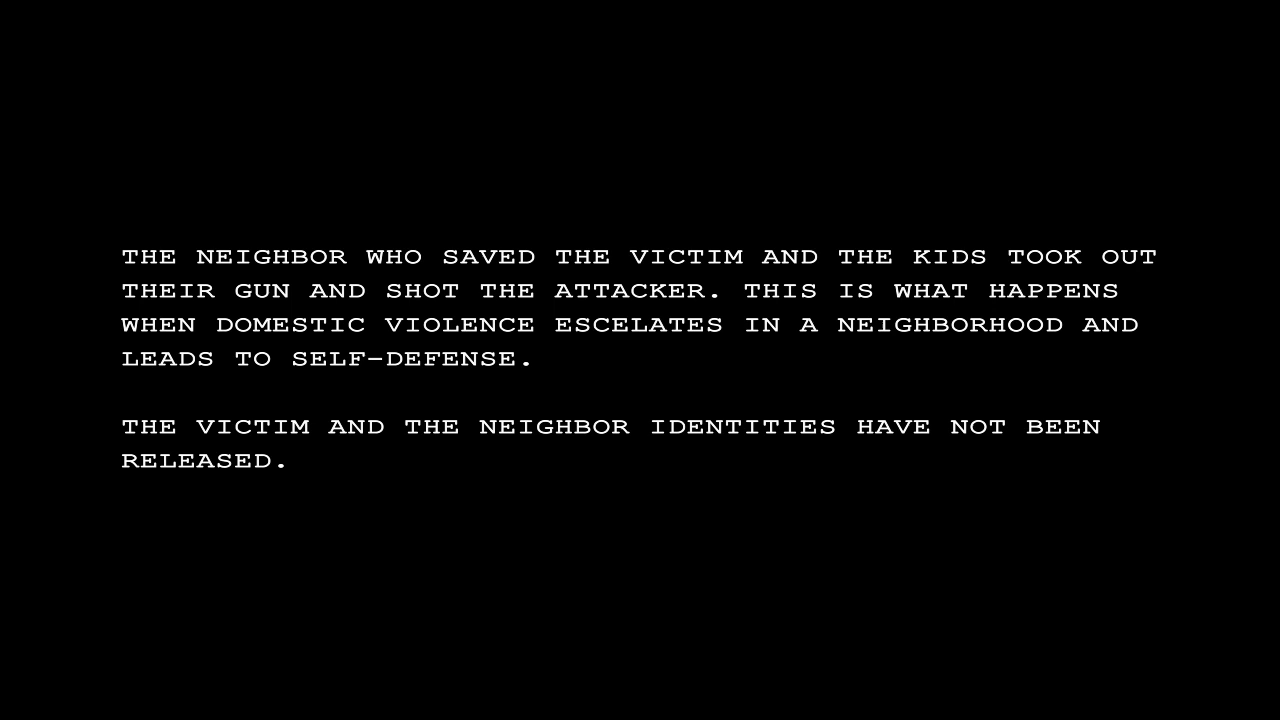 THE NEIGHBOR WHO SAVED THE VICTIM AND THE KIDS TOOK OUT
THEIR GUN AND SHOT THE ATTACKER. THIS IS WHAT HAPPENS
WHEN DOMESTIC VIOLENCE ESCELATES IN A NEIGHBORHOOD AND
LEADS TO SELF-DEFENSE.
THE VICTIM AND THE NEIGHBOR IDENTITIES HAVE NOT BEEN
RELEASED.